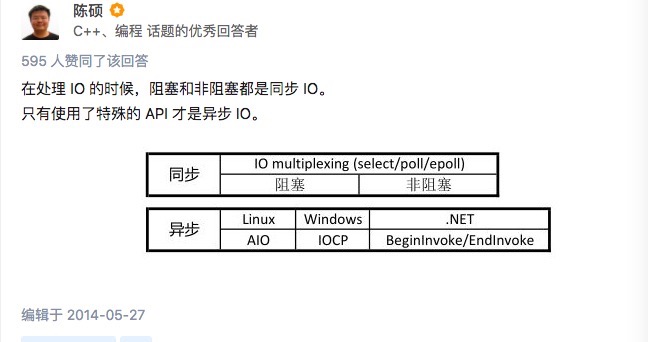 陈硕
C++、编程 话题的优秀回答者
595 人赞同了该回答
在处理 IO 的时候，阻塞和非阻塞都是同步 IO。
只有使用了特殊的 API 才是异步 IO。
同步
IO multiplexing (select/poll/epoll)
阻塞 非阻塞
异步
Linux Windows .NET
AIO IOCP BeginInvoke/EndInvoke
编辑于 2014-05-27